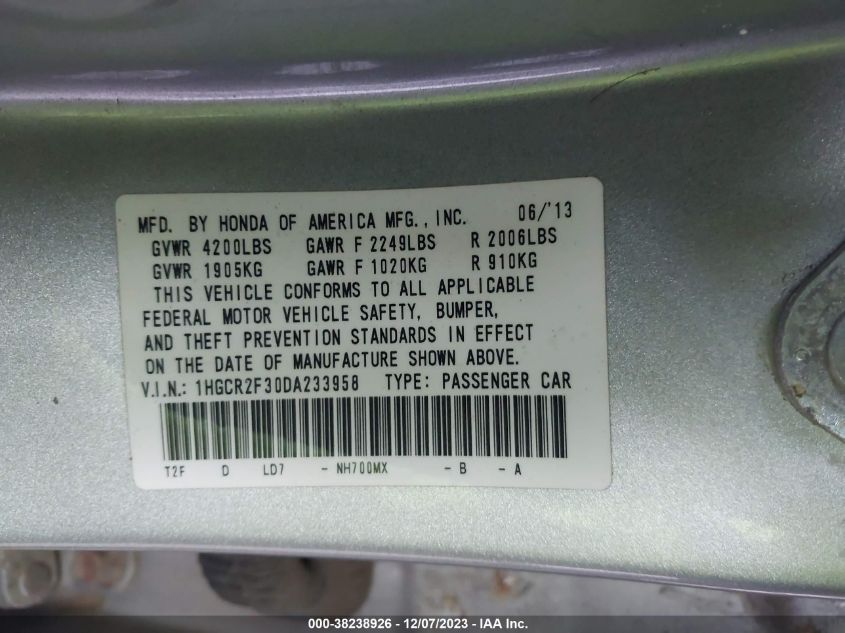 MFD. BY HONDA OF AMERICA MFG., INC. 06/'13
GVWR 4200LBS GAWR F 2249LBS R 2006LBS
GVWR 1905KG GAWR F 1020KG R 910KG
THIS VEHICLE CONFORMS TO ALL APPLICABLE
FEDERAL MOTOR VEHICLE SAFETY, BUMPER,
AND THEFT PREVENTION STANDARDS IN EFFECT
ON THE DATE OF MANUFACTURE SHOWN ABOVE.
V.I.N.: 1HGCR2F30DA233958 TYPE: PASSENGER CAR
T2F D LD7 - NH700MX - B - A
000-38238926 - 12/07/2023 - IAA Inc.